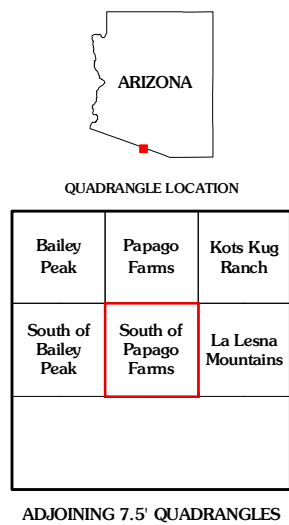 ARIZONA
QUADRANGLE LOCATION
Bailey
Peak
Papago
Farms
Kots Kug
Ranch
South of
Bailey
Peak
South of
Papago
Farms
La Lesna
Mountains
ADJOINING 7.5' QUADRANGLES